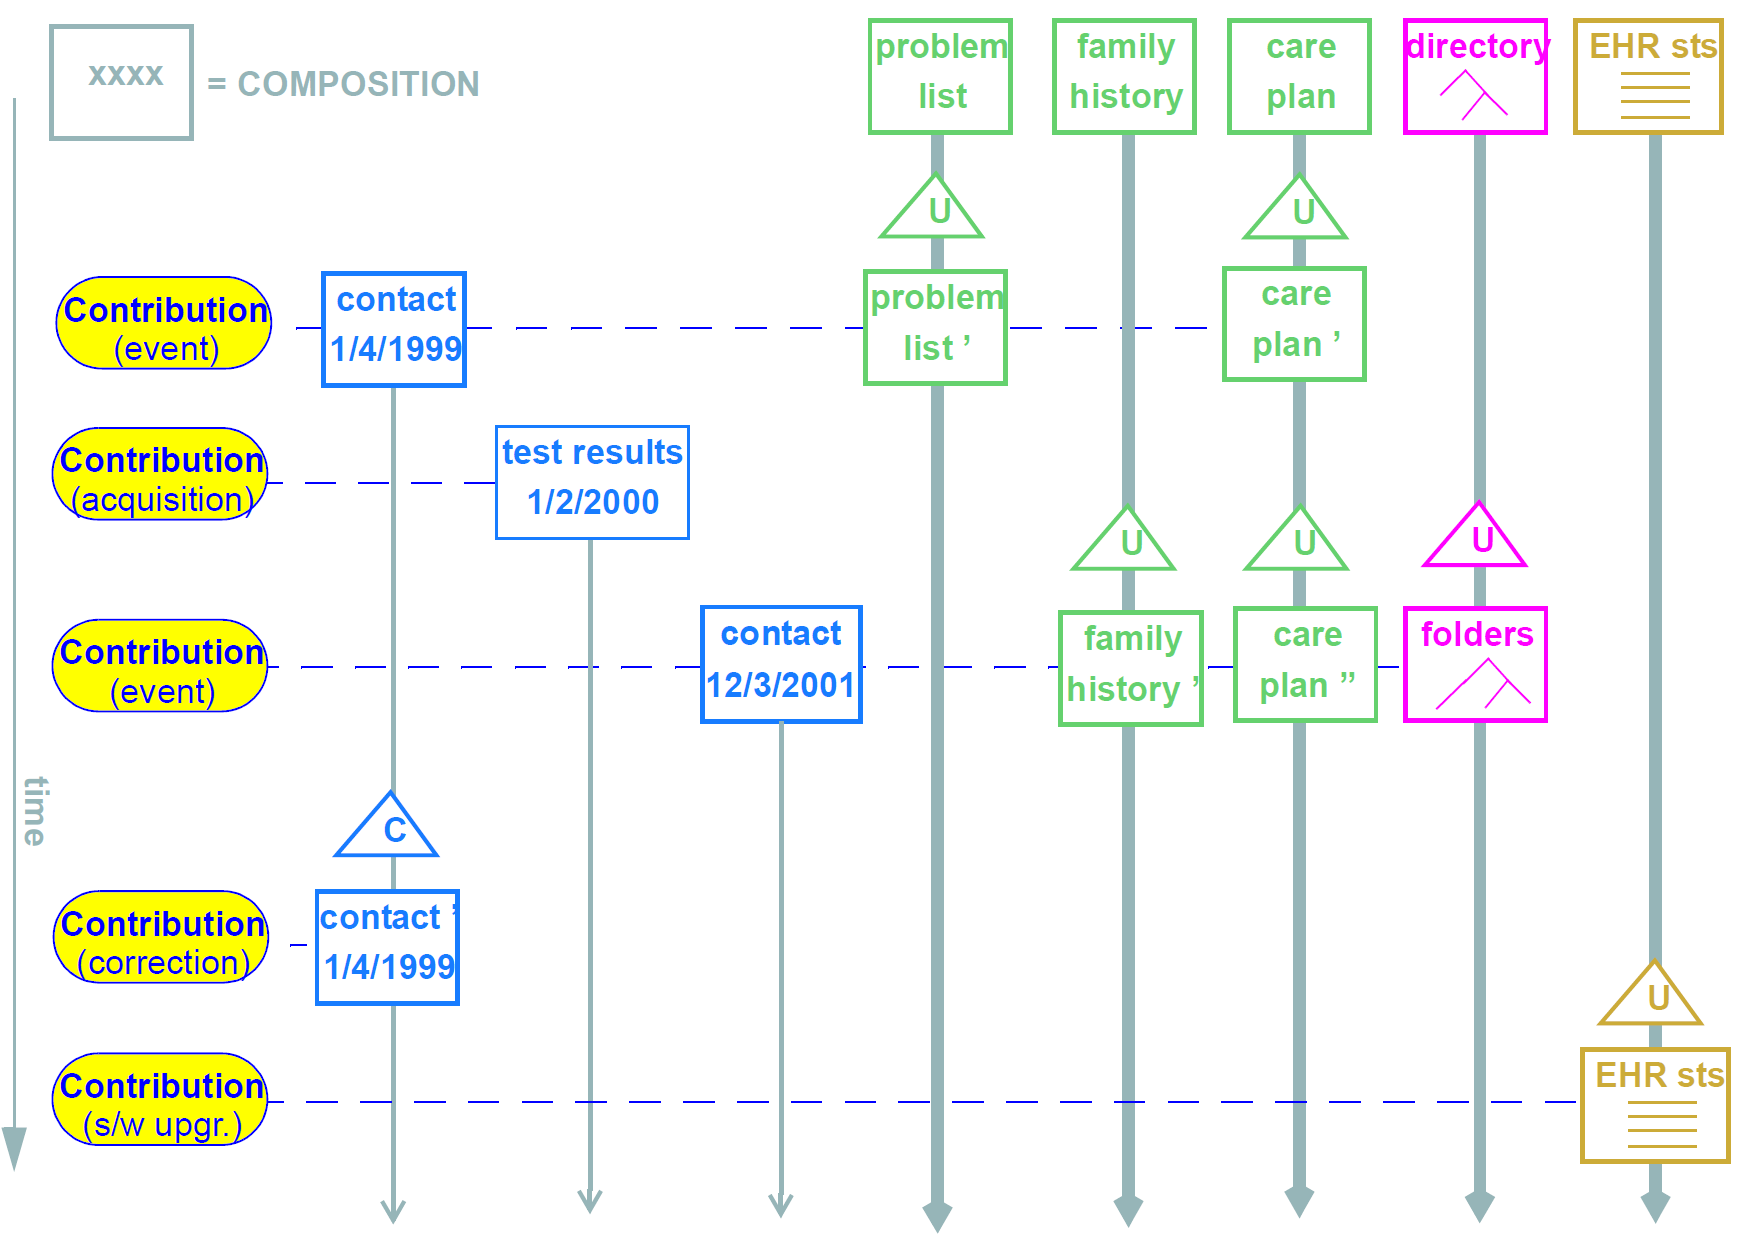 xxxx
= COMPOSITION
problem
list
family
history
care
plan
directory
EHR sts
U
U
Contribution
(event)
contact
1/4/1999
problem
list ’
care
plan ’
Contribution
(acquisition)
test results
1/2/2000
U
U
U
Contribution
(event)
contact
12/3/2001
family
history ’
care
plan ”
folders
time
C
Contribution
(correction)
contact ’
1/4/1999
U
Contribution
(s/w upgr.)
EHR sts